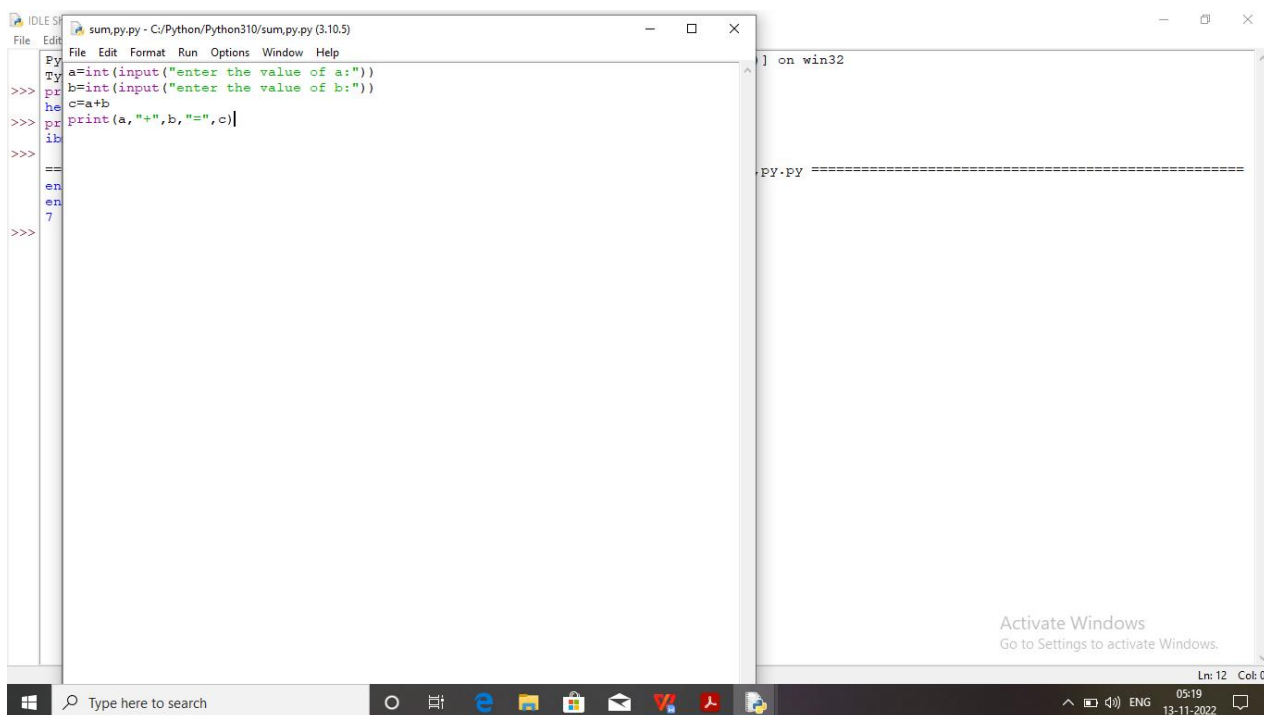 IDLE Sh
File Edit
sum,py.py - C:/Python/Python310/sum,py.py (3.10.5)
File Edit Format Run Options Window Help
Py
Ty
>>> pr
he
>>> pr
ib
>>>
==
en
en
7
>>>
a=int(input("enter the value of a:"))
b=int(input("enter the value of b:"))
c=a+b
print(a,"+",b,"=",c)
)] on win32
,py.py ====================================================
Activate Windows
Go to Settings to activate Windows.
Ln: 12 Col: 0
Type here to search
ENG
05:19
13-11-2022